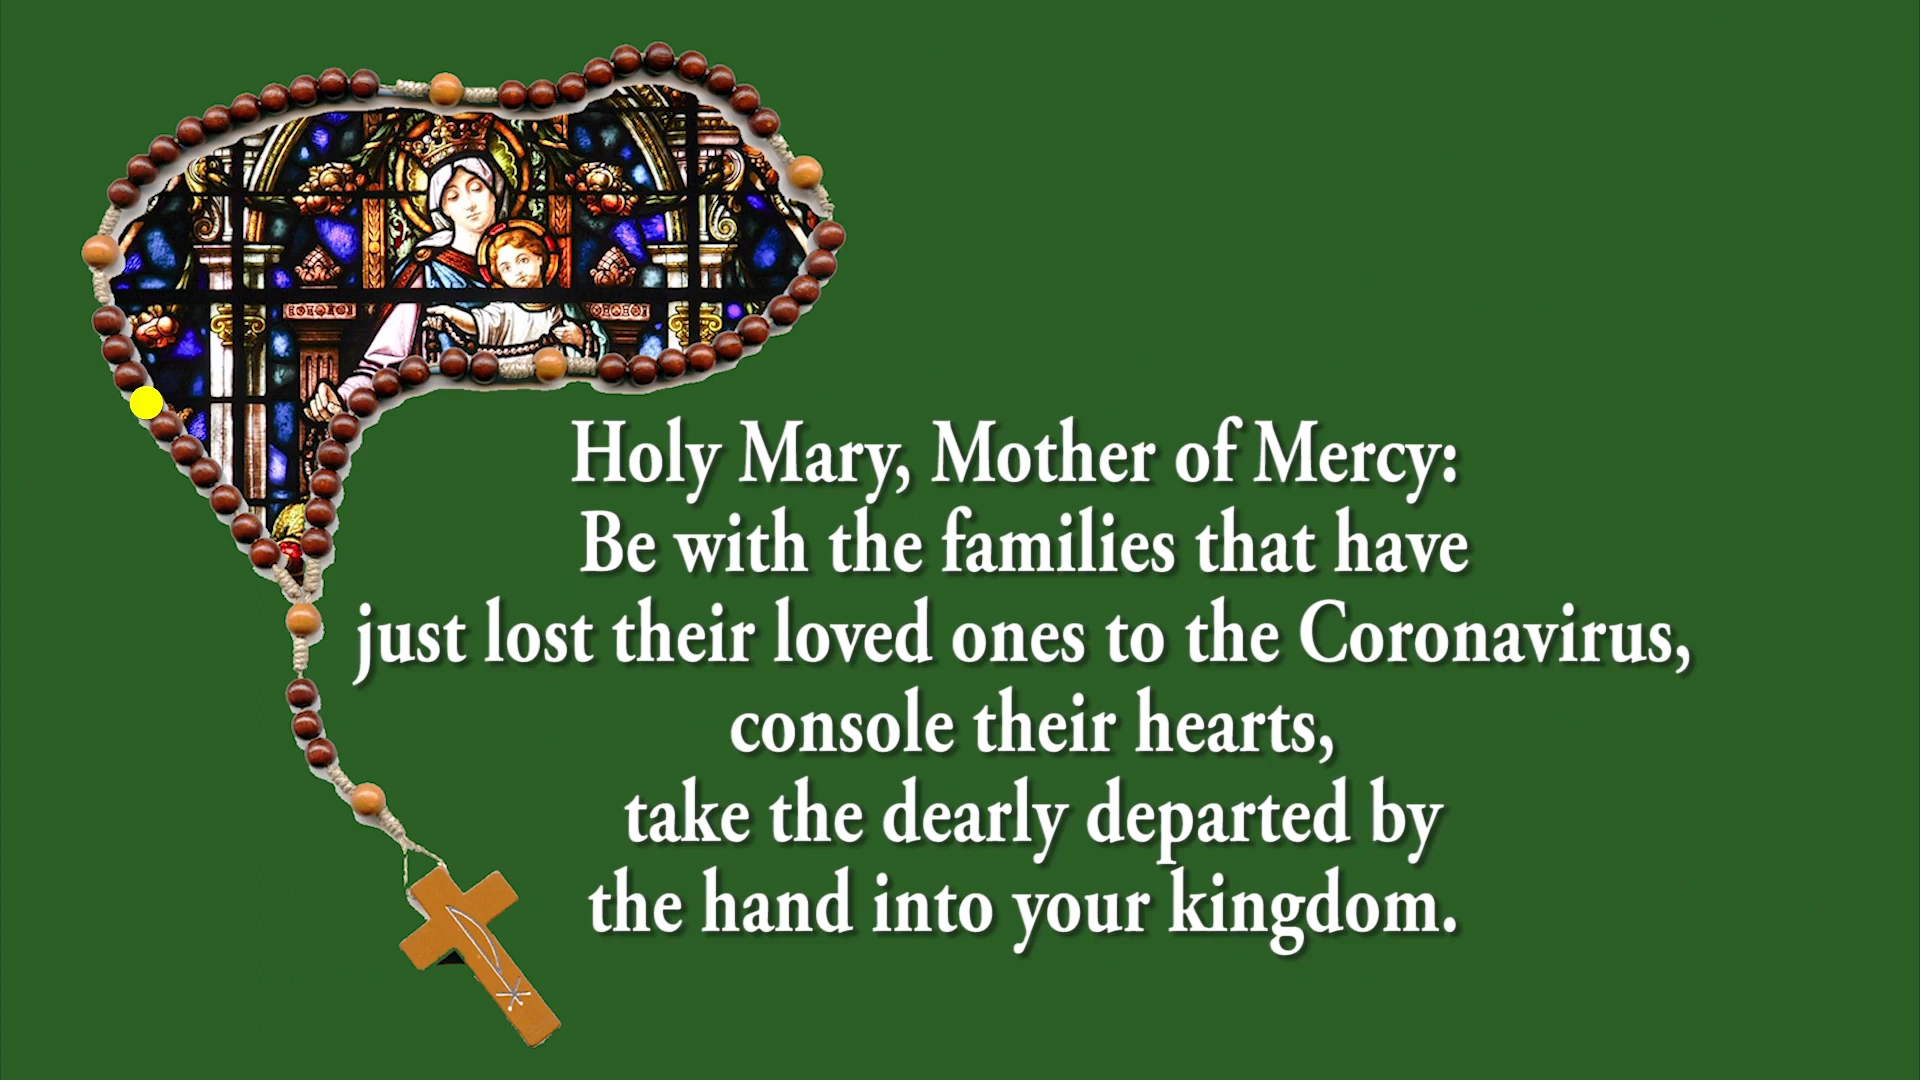 Holy Mary, Mother of Mercy:
Be with the families that have
just lost their loved ones to the Coronavirus,
console their hearts,
take the dearly departed by
the hand into your kingdom.